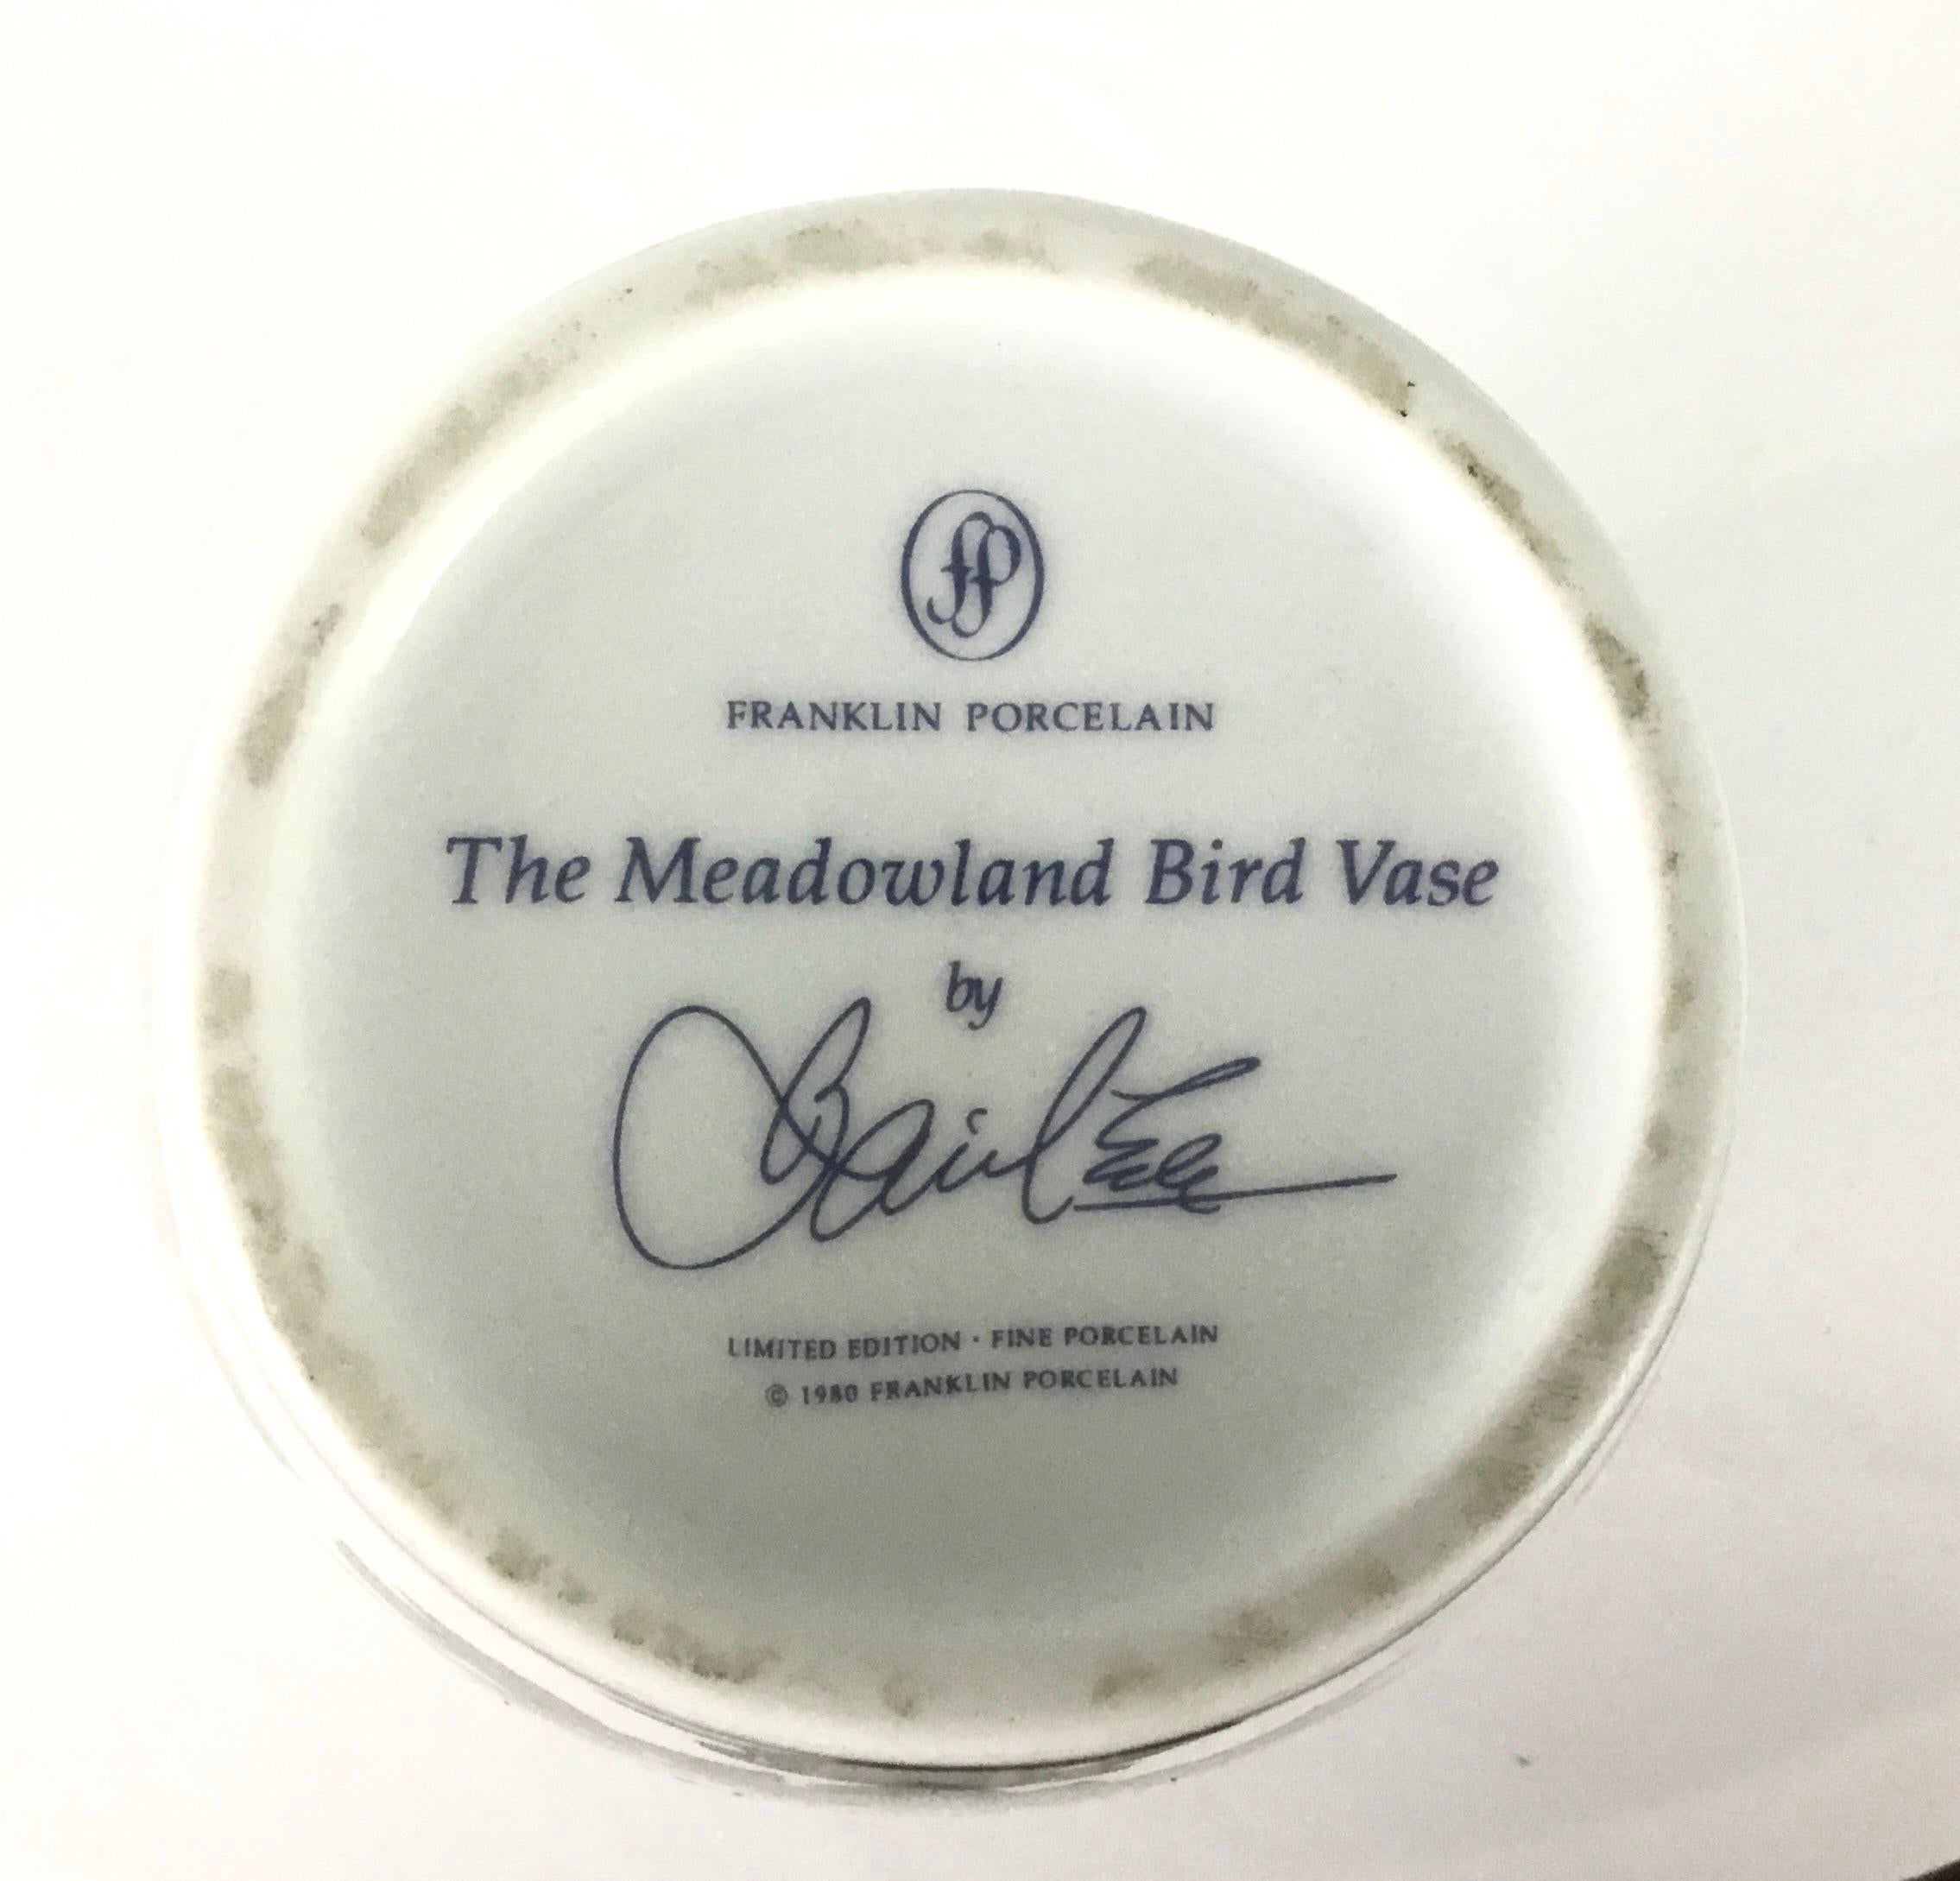 fp
FRANKLIN PORCELAIN
The Meadowland Bird Vase
by
LIMITED EDITION · FINE PORCELAIN
© 1980 FRANKLIN PORCELAIN